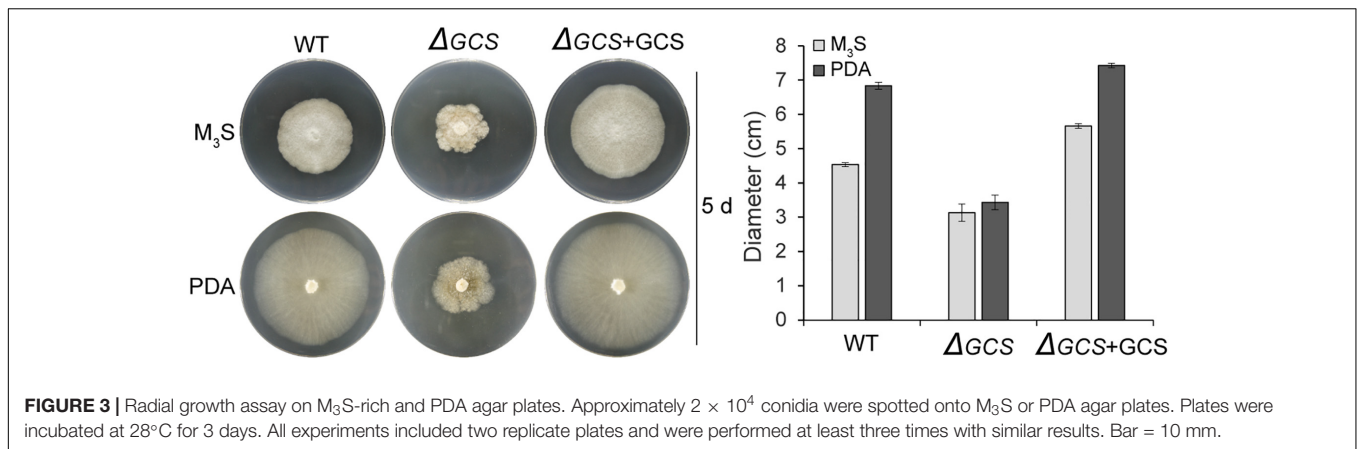 WT ΔGCS ΔGCS+GCS
M₃S
PDA
5 d
8
7
6
5
4
3
2
1
0
Diameter (cm)
M₃S
PDA
WT ΔGCS ΔGCS+GCS
FIGURE 3 | Radial growth assay on M₃S-rich and PDA agar plates. Approximately 2 × 10⁴ conidia were spotted onto M₃S or PDA agar plates. Plates were
incubated at 28°C for 3 days. All experiments included two replicate plates and were performed at least three times with similar results. Bar = 10 mm.